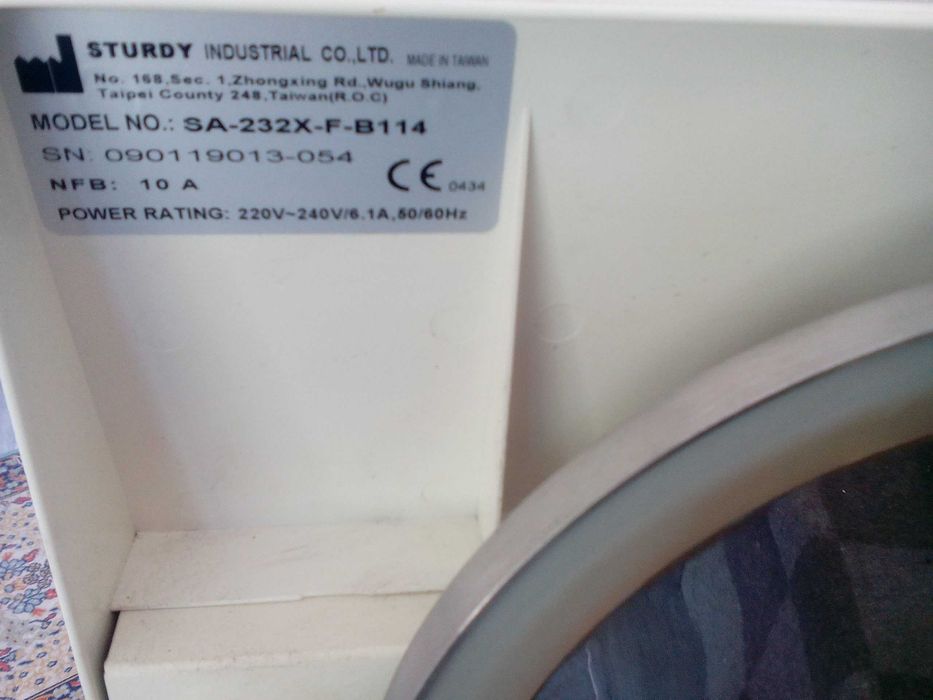 STURDY INDUSTRIAL CO.,LTD. MADE IN TAIWAN
No. 168,Sec. 1,Zhongxing Rd.,Wugu Shiang,
Taipei County 248,Taiwan(R.O.C)
MODEL NO.: SA-232X-F-B114
SN: 090119013-054
NFB: 10 A CE 0434
POWER RATING: 220V~240V/6.1A,50/60Hz